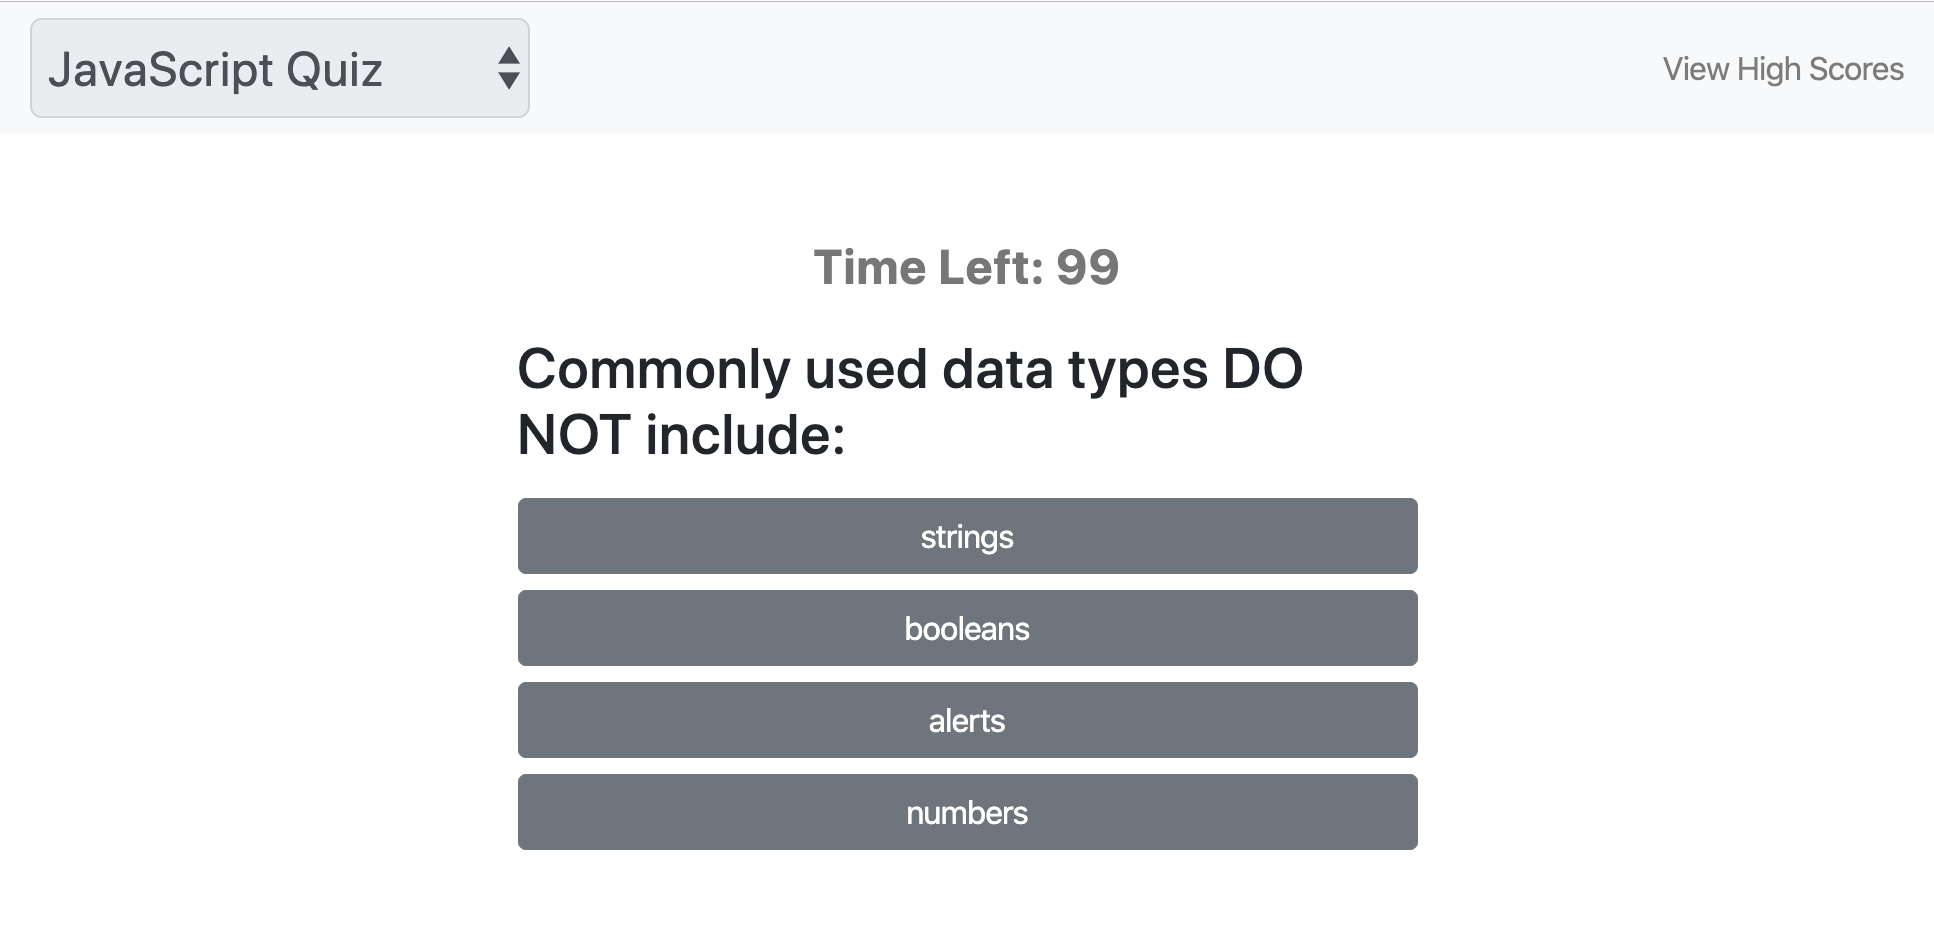 JavaScript Quiz
View High Scores
Time Left: 99
Commonly used data types DO
NOT include:
strings
booleans
alerts
numbers